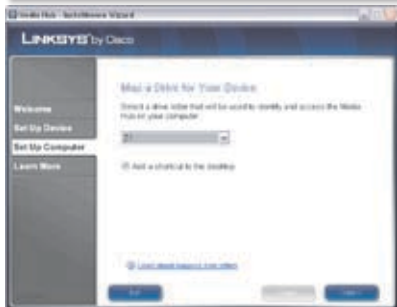 Media Hub - InstallShield Wizard
LINKSYS by Cisco
Map a Drive for Your Device
Select a drive letter that will be used to identify and access the Media
Hub on your computer.
Welcome
Set Up Device
Z:
Set Up Computer
Add a shortcut to the desktop
Learn More